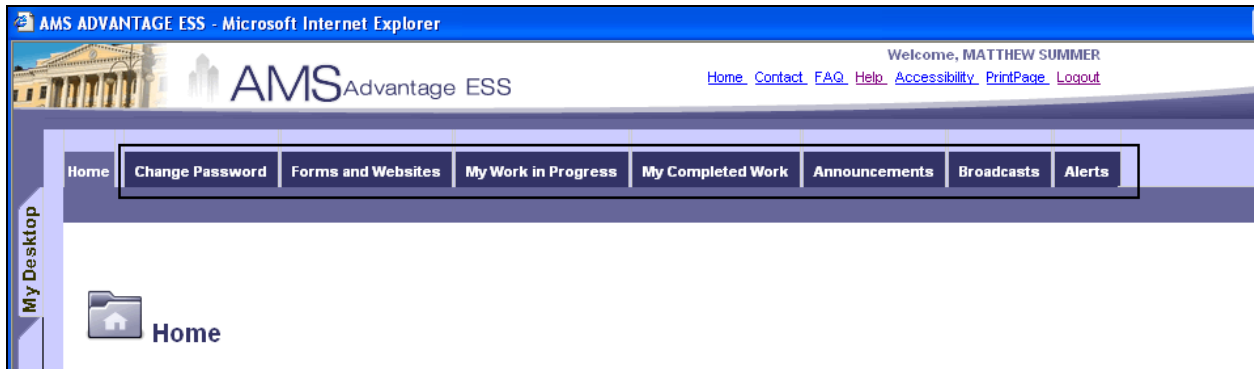 AMS ADVANTAGE ESS - Microsoft Internet Explorer
Welcome, MATTHEW SUMMER
AMS Advantage ESS
Home Contact FAQ Help Accessibility PrintPage Logout
Home Change Password Forms and Websites My Work in Progress My Completed Work Announcements Broadcasts Alerts
My Desktop
Home